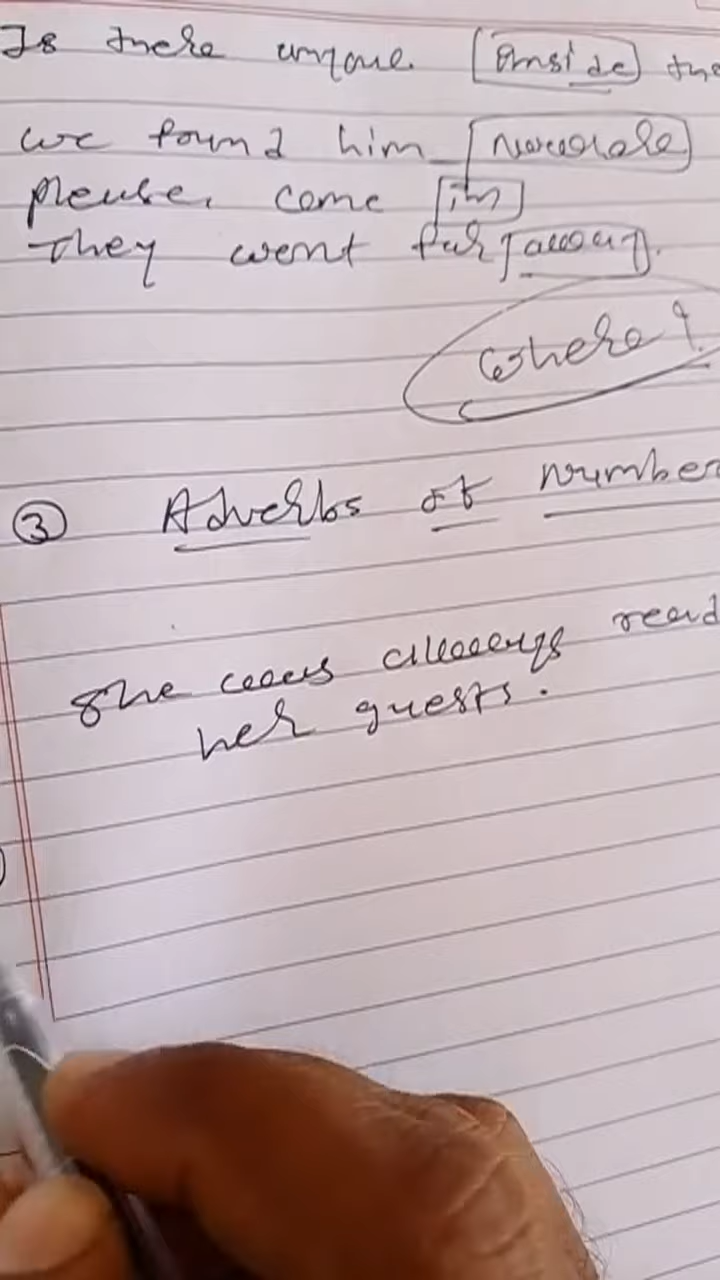 Is there anyone inside the
we found him nowhere
please, come in
They went far away.
where?
③ Adverbs of number
She was always read
her guests.